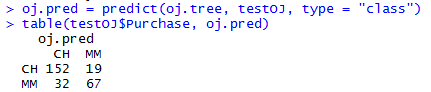 > oj.pred = predict(oj.tree, testOJ, type = "class")
> table(testOJ$Purchase, oj.pred)
    oj.pred
      CH  MM
  CH 152  19
  MM  32  67